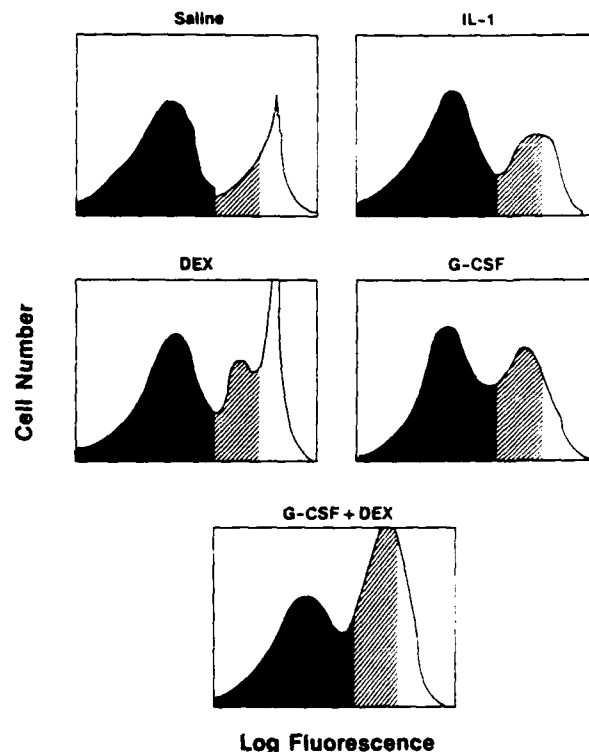 Saline
IL-1
DEX
G-CSF
Cell Number
G-CSF + DEX
Log Fluorescence